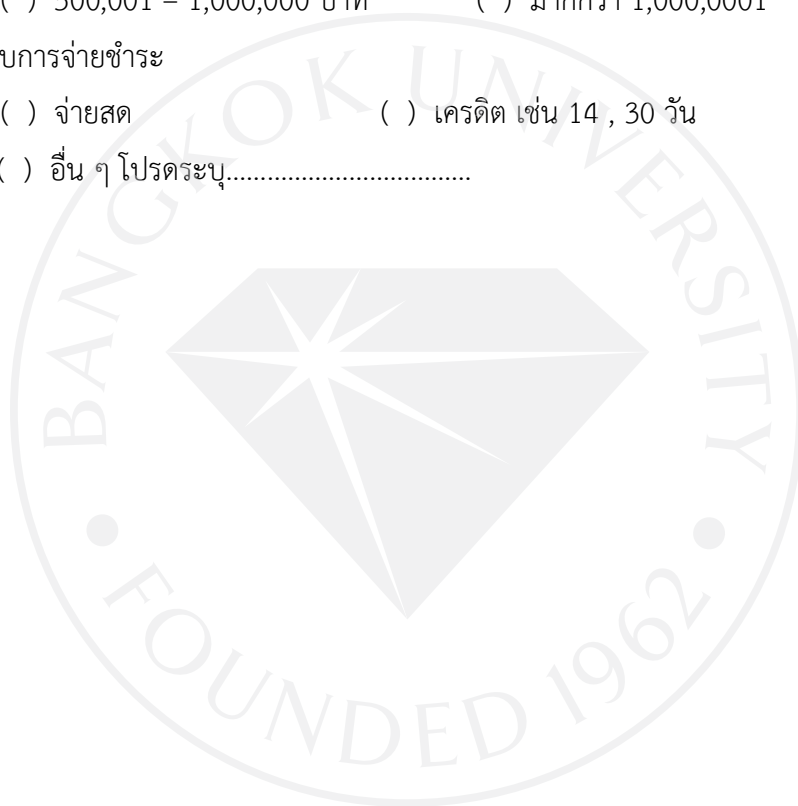 ( ) 500,001 – 1,000,000 บาท ( ) มากกว่า 1,000,0001
บการจ่ายชำระ
( ) จ่ายสด ( ) เครดิต เช่น 14 , 30 วัน
( ) อื่น ๆ โปรดระบุ....................................
BANGKOK UNIVERSITY
FOUNDED 1962